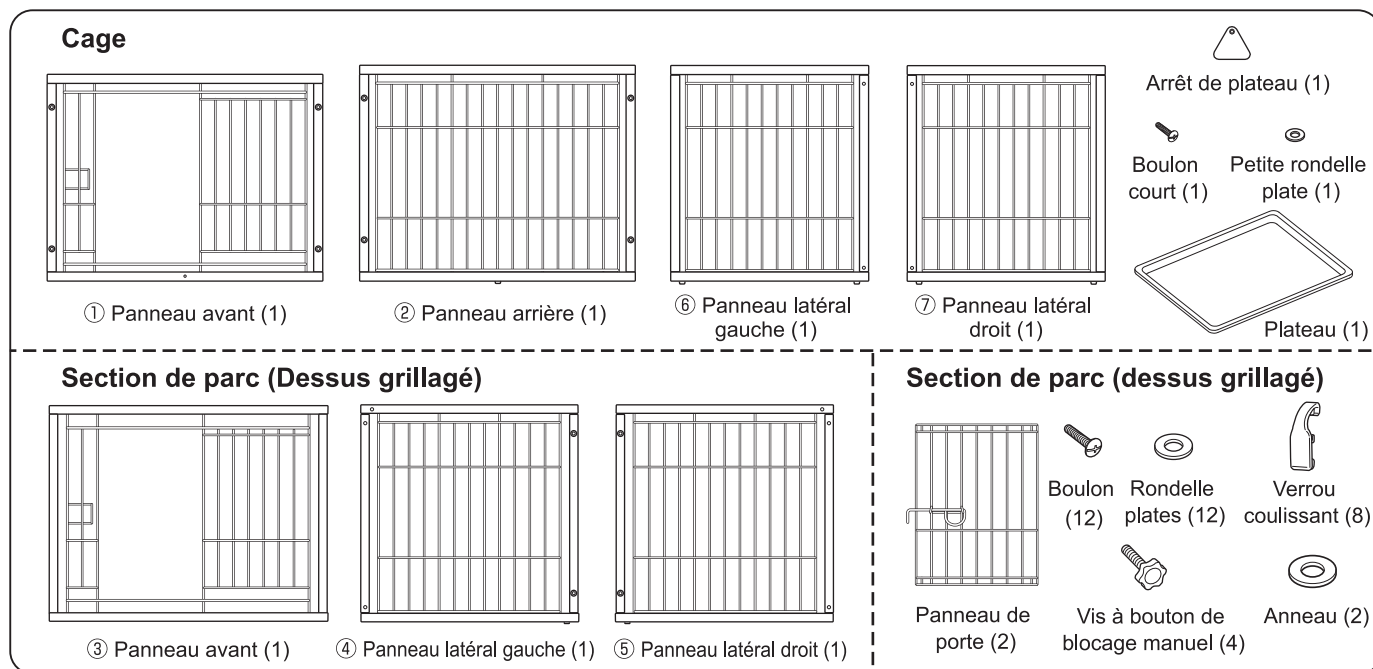 Cage
Arrêt de plateau (1)
Boulon
court (1)
Petite rondelle
plate (1)
① Panneau avant (1)
② Panneau arrière (1)
⑥ Panneau latéral
gauche (1)
⑦ Panneau latéral
droit (1)
Plateau (1)
Section de parc (Dessus grillagé)
③ Panneau avant (1)
④ Panneau latéral gauche (1)
⑤ Panneau latéral droit (1)
Section de parc (dessus grillagé)
Boulon
(12)
Rondelle
plates (12)
Verrou
coulissant (8)
Panneau de
porte (2)
Vis à bouton de
blocage manuel (4)
Anneau (2)